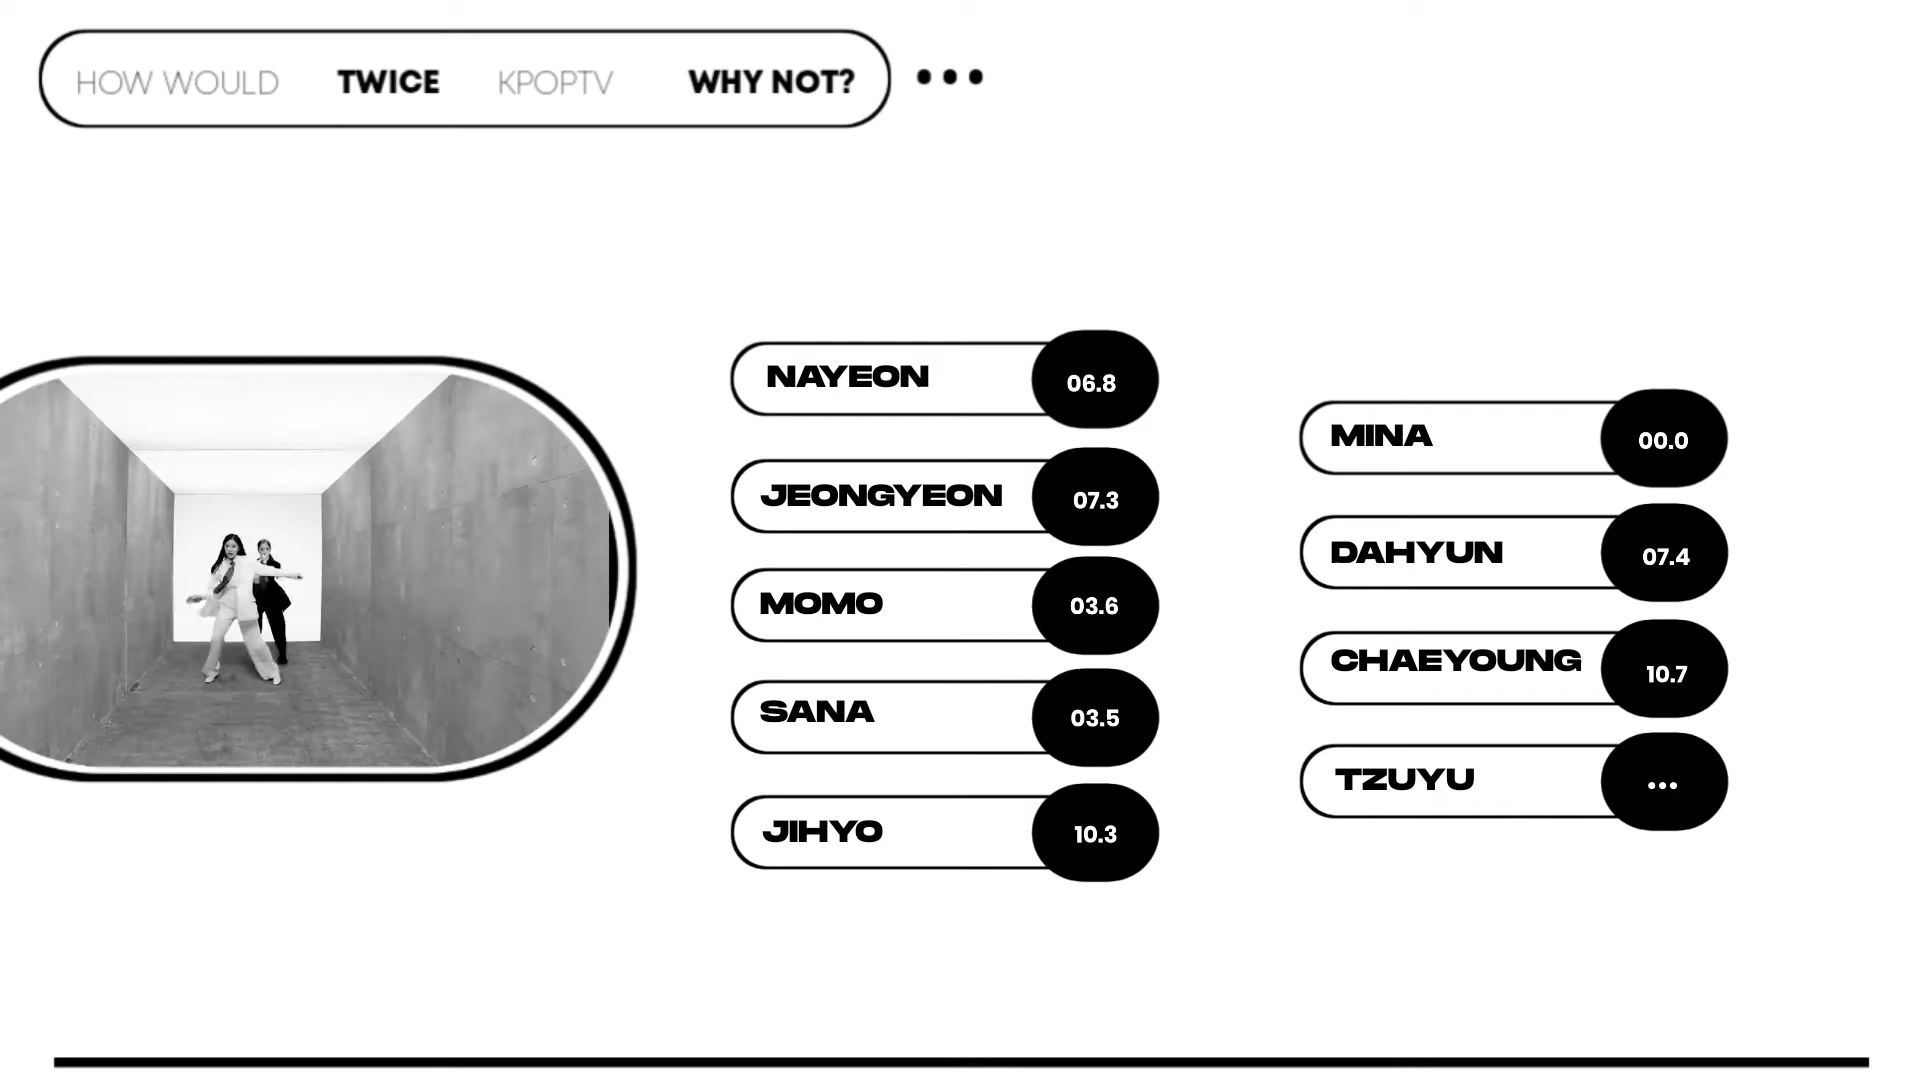 HOW WOULD TWICE KPOPTV WHY NOT? •••
NAYEON 06.8
JEONGYEON 07.3
MOMO 03.6
SANA 03.5
JIHYO 10.3
MINA 00.0
DAHYUN 07.4
CHAEYOUNG 10.7
TZUYU ...